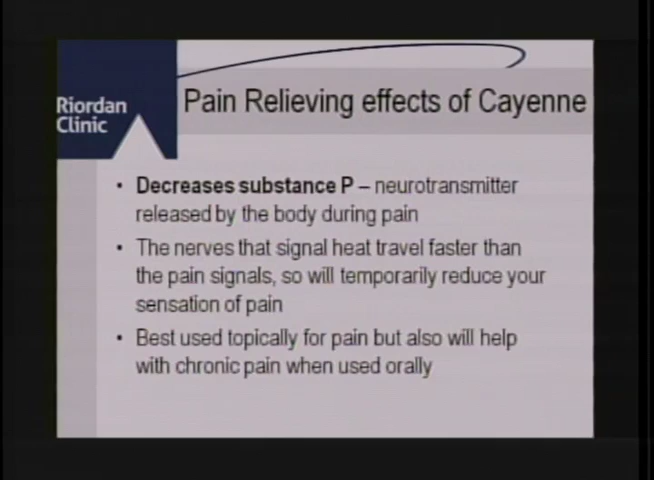 Riordan
Clinic
Pain Relieving effects of Cayenne
• Decreases substance P – neurotransmitter
released by the body during pain
• The nerves that signal heat travel faster than
the pain signals, so will temporarily reduce your
sensation of pain
• Best used topically for pain but also will help
with chronic pain when used orally